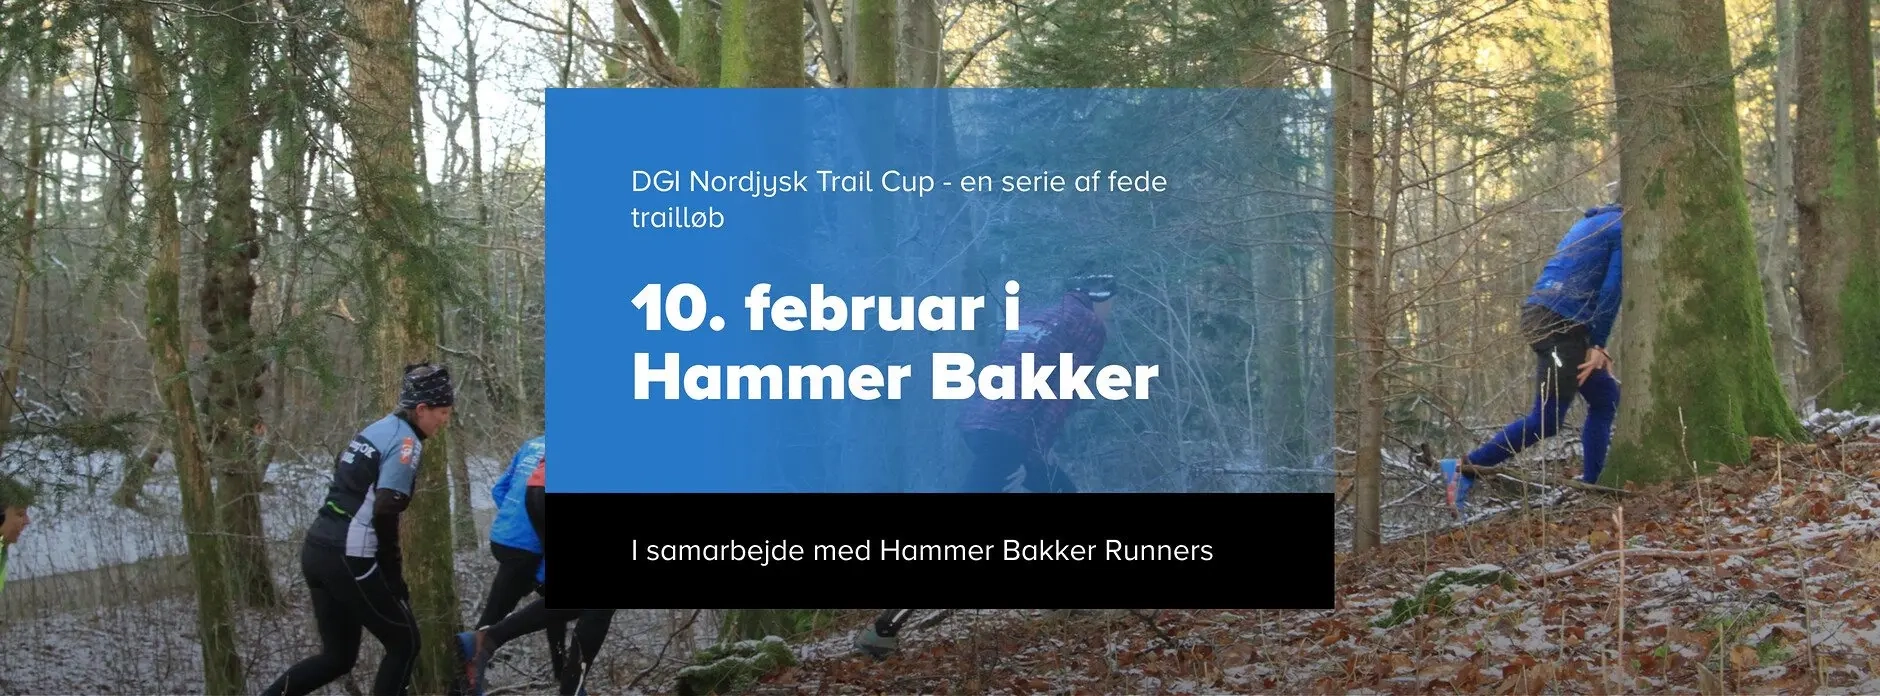 DGI Nordjysk Trail Cup - en serie af fede
trailløb
10. februar i
Hammer Bakker
I samarbejde med Hammer Bakker Runners